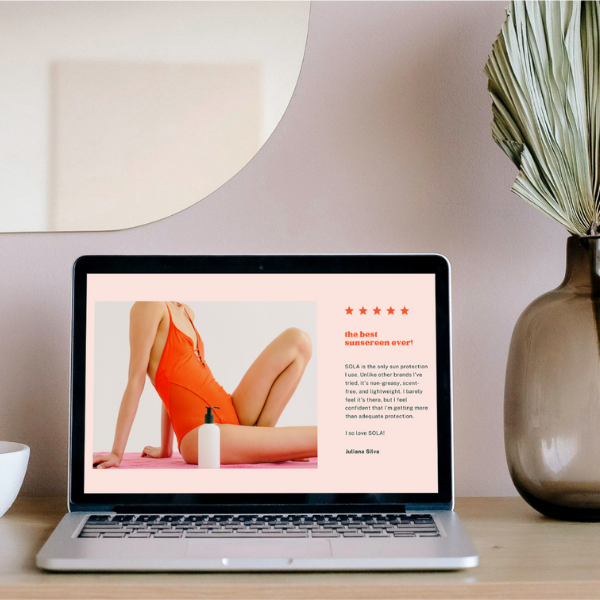 the best
sunscreen ever!
SOLA is the only sun protection
I use. Unlike other brands I've
tried, it's non-greasy, scent-
free, and lightweight. I barely
feel it's there, but I feel
confident that I'm getting more
than adequate protection.
I so love SOLA!
Juliana Silva